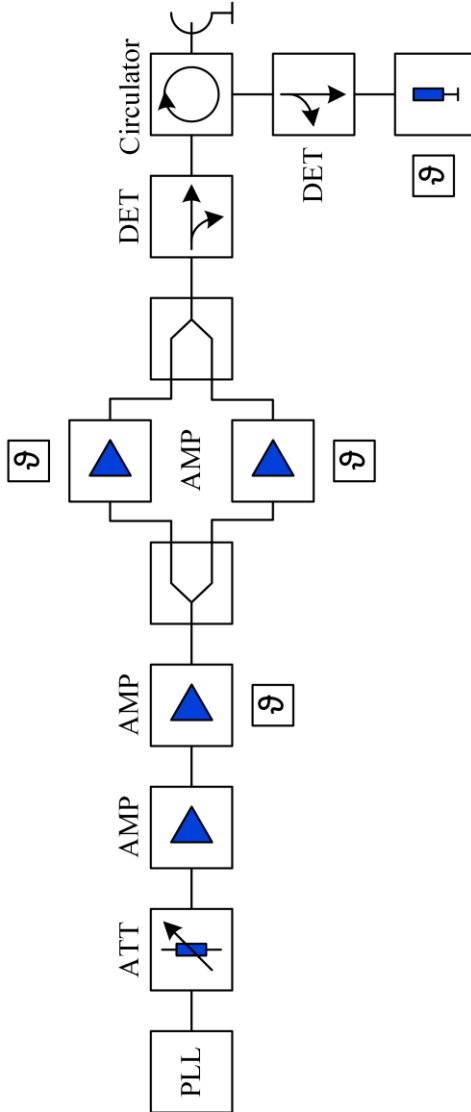 PLL
ATT
AMP
AMP
ϑ
ϑ
AMP
ϑ
DET
Circulator
DET
ϑ